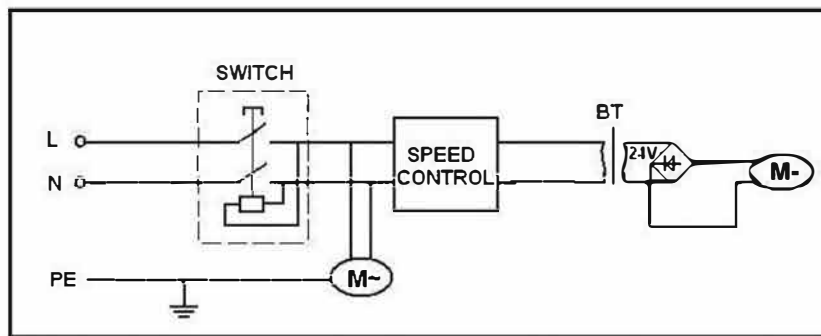 SWITCH
BT
L
24V
SPEED
CONTROL
N
M-
PE
M~